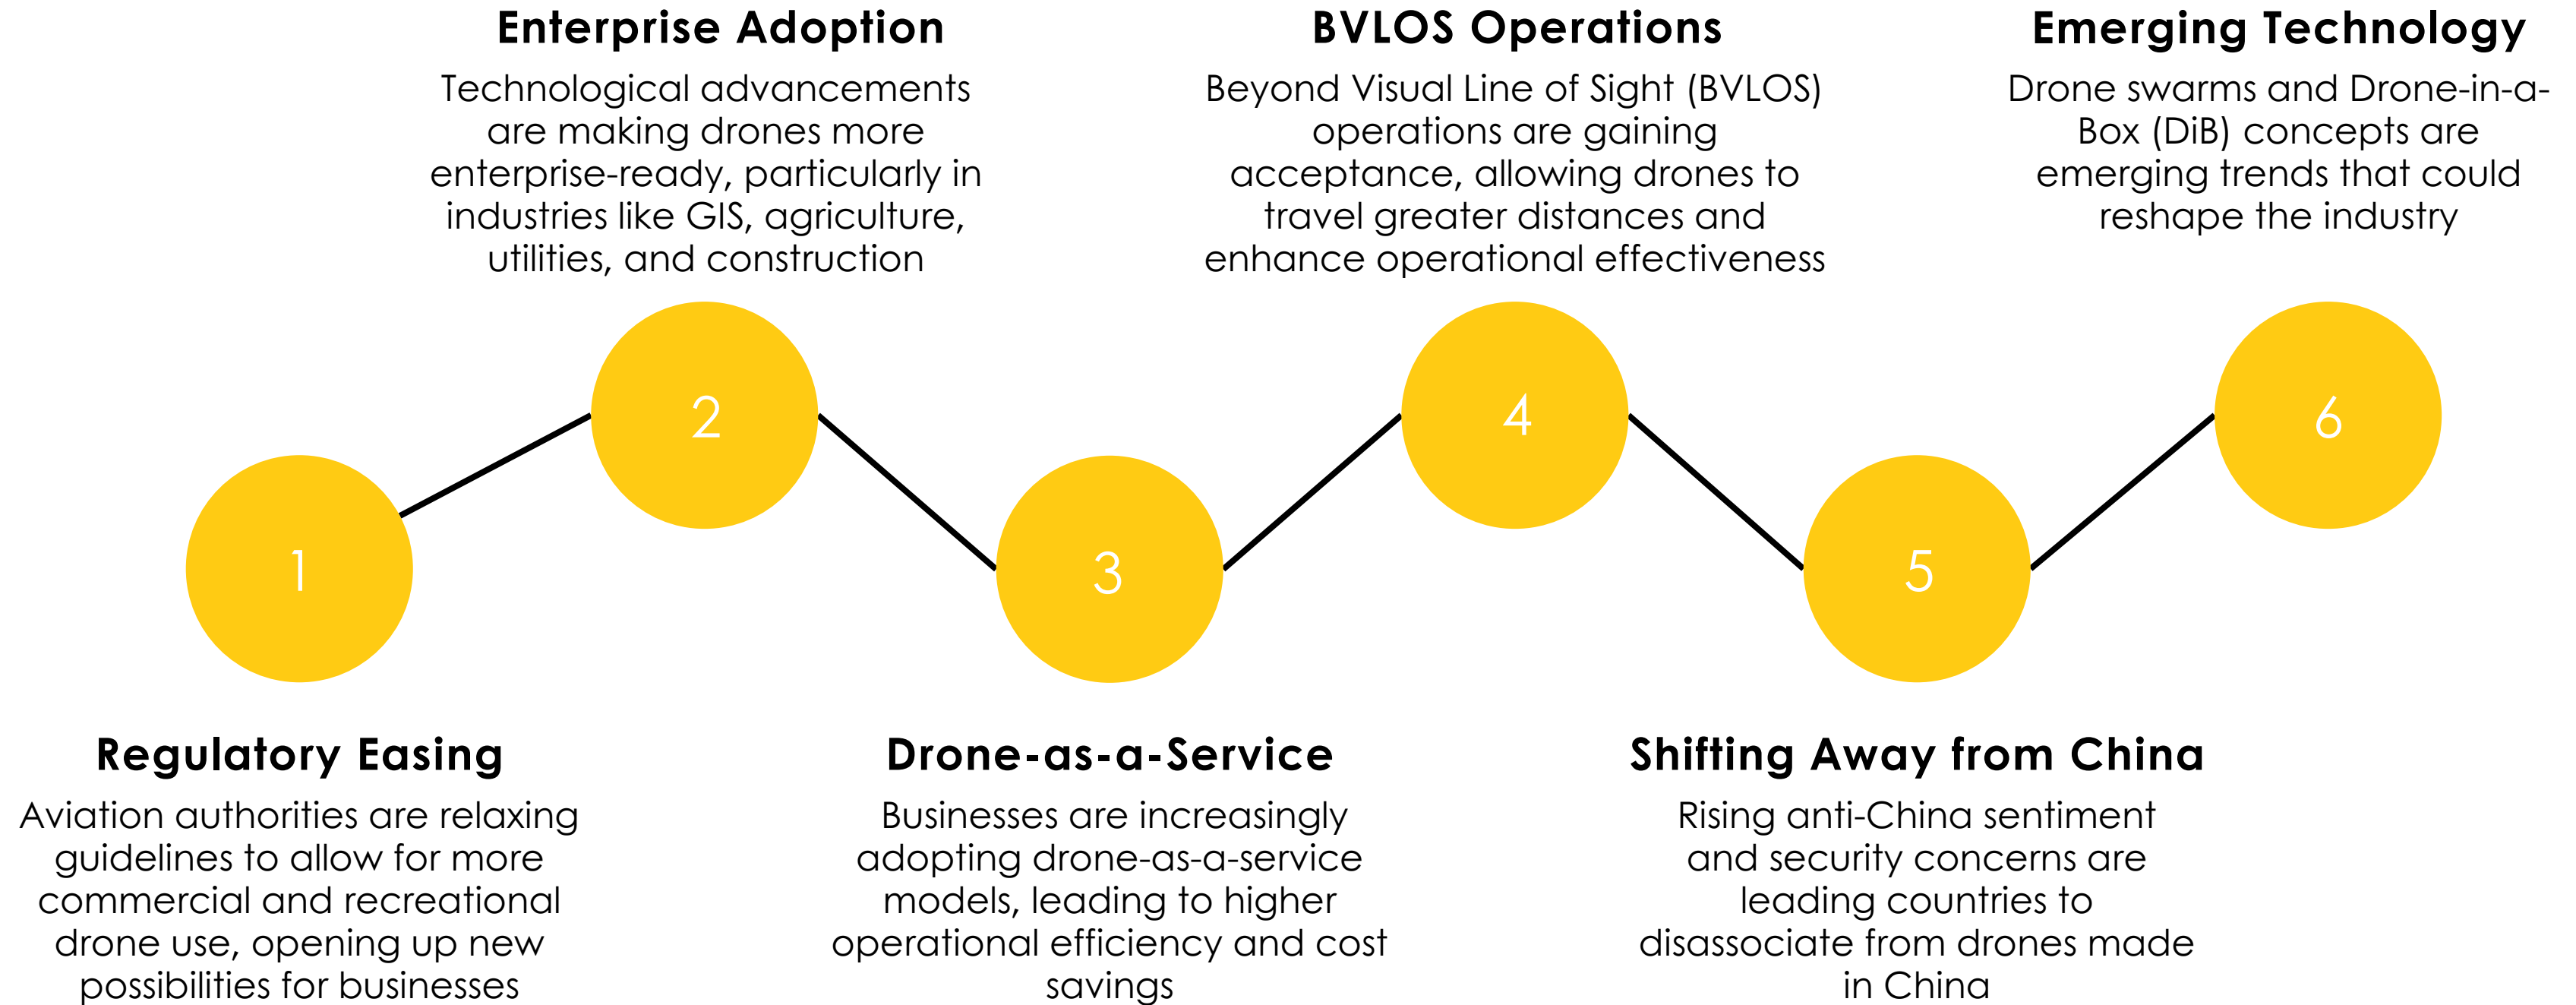 Enterprise Adoption
Technological advancements
are making drones more
enterprise-ready, particularly in
industries like GIS, agriculture,
utilities, and construction
BVLOS Operations
Beyond Visual Line of Sight (BVLOS)
operations are gaining
acceptance, allowing drones to
travel greater distances and
enhance operational effectiveness
Emerging Technology
Drone swarms and Drone-in-a-
Box (DiB) concepts are
emerging trends that could
reshape the industry
1
2
3
4
5
6
Regulatory Easing
Aviation authorities are relaxing
guidelines to allow for more
commercial and recreational
drone use, opening up new
possibilities for businesses
Drone-as-a-Service
Businesses are increasingly
adopting drone-as-a-service
models, leading to higher
operational efficiency and cost
savings
Shifting Away from China
Rising anti-China sentiment
and security concerns are
leading countries to
disassociate from drones made
in China